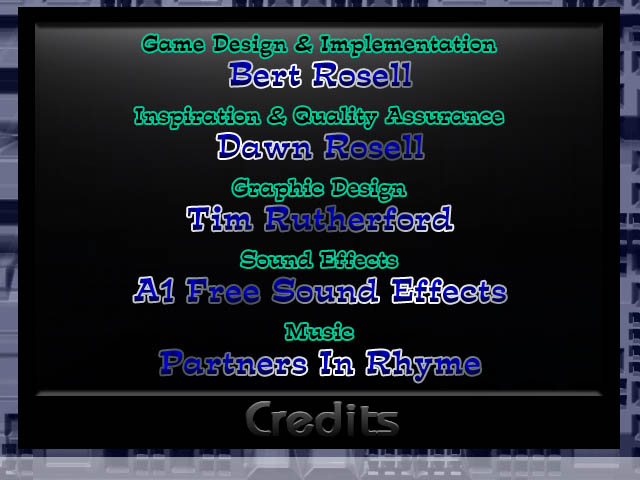 Game Design & Implementation
Bert Rosell
Inspiration & Quality Assurance
Dawn Rosell
Graphic Design
Tim Rutherford
Sound Effects
A1 Free Sound Effects
Music
Partners In Rhyme
Credits